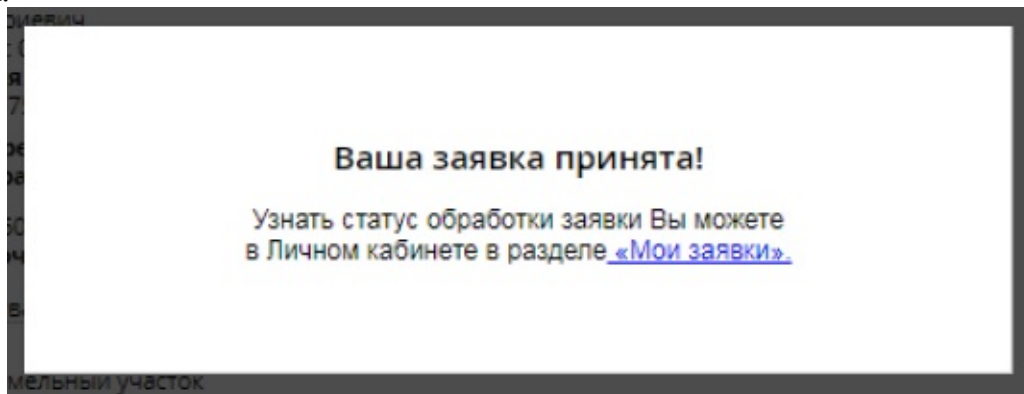 Ваша заявка принята!
Узнать статус обработки заявки Вы можете
в Личном кабинете в разделе «Мои заявки».
мельный участок